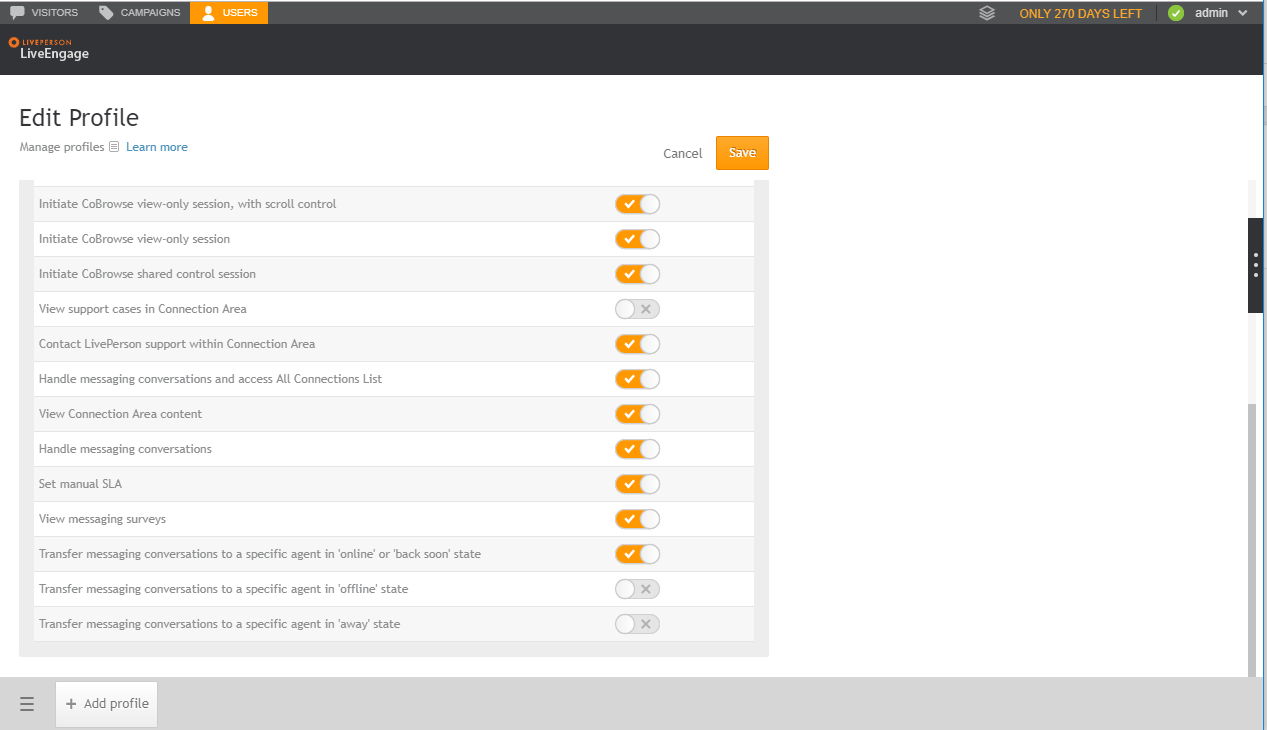 VISITORS CAMPAIGNS USERS ONLY 270 DAYS LEFT admin
LIVEPERSON
LiveEngage
Edit Profile
Manage profiles Learn more
Cancel Save
Initiate CoBrowse view-only session, with scroll control
Initiate CoBrowse view-only session
Initiate CoBrowse shared control session
View support cases in Connection Area
Contact LivePerson support within Connection Area
Handle messaging conversations and access All Connections List
View Connection Area content
Handle messaging conversations
Set manual SLA
View messaging surveys
Transfer messaging conversations to a specific agent in 'online' or 'back soon' state
Transfer messaging conversations to a specific agent in 'offline' state
Transfer messaging conversations to a specific agent in 'away' state
+ Add profile